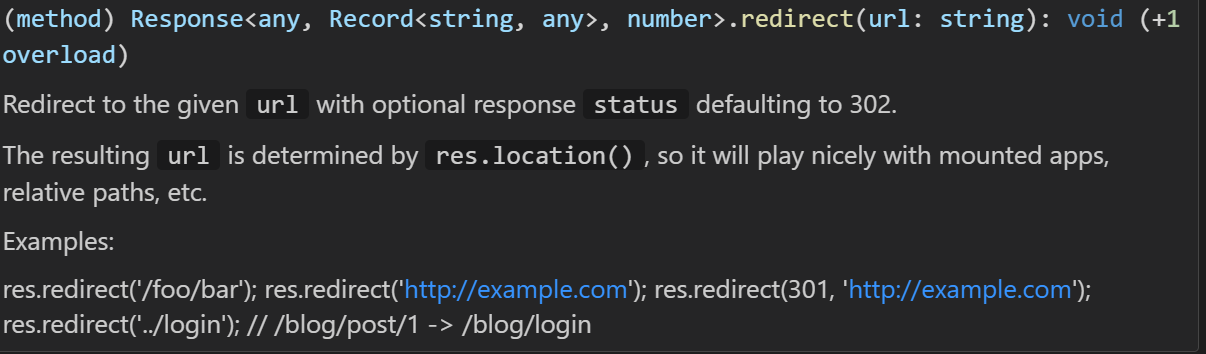 (method) Response<any, Record<string, any>, number>.redirect(url: string): void (+1
overload)
Redirect to the given url with optional response status defaulting to 302.
The resulting url is determined by res.location() , so it will play nicely with mounted apps,
relative paths, etc.
Examples:
res.redirect('/foo/bar'); res.redirect('http://example.com'); res.redirect(301, 'http://example.com');
res.redirect('../login'); // /blog/post/1 -> /blog/login